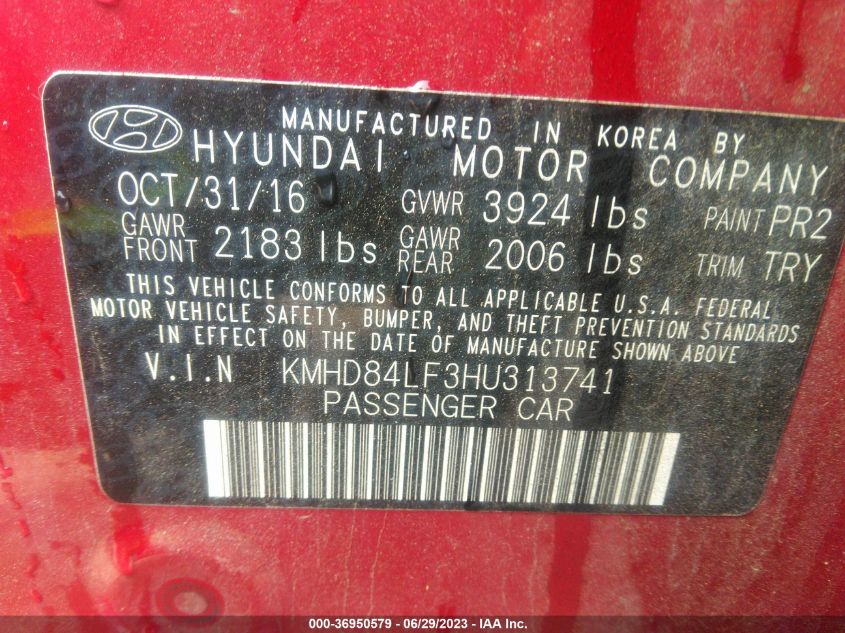 MANUFACTURED IN KOREA BY
HYUNDAI MOTOR COMPANY
OCT/31/16 GVWR 3924 lbs PAINT PR2
GAWR FRONT 2183 lbs GAWR REAR 2006 lbs TRIM TRY
THIS VEHICLE CONFORMS TO ALL APPLICABLE U.S.A. FEDERAL
MOTOR VEHICLE SAFETY, BUMPER, AND THEFT PREVENTION STANDARDS
IN EFFECT ON THE DATE OF MANUFACTURE SHOWN ABOVE
V.I.N KMHD84LF3HU313741
PASSENGER CAR
000-36950579 - 06/29/2023 - IAA Inc.